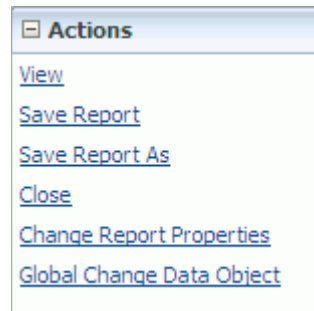 Actions
View
Save Report
Save Report As
Close
Change Report Properties
Global Change Data Object